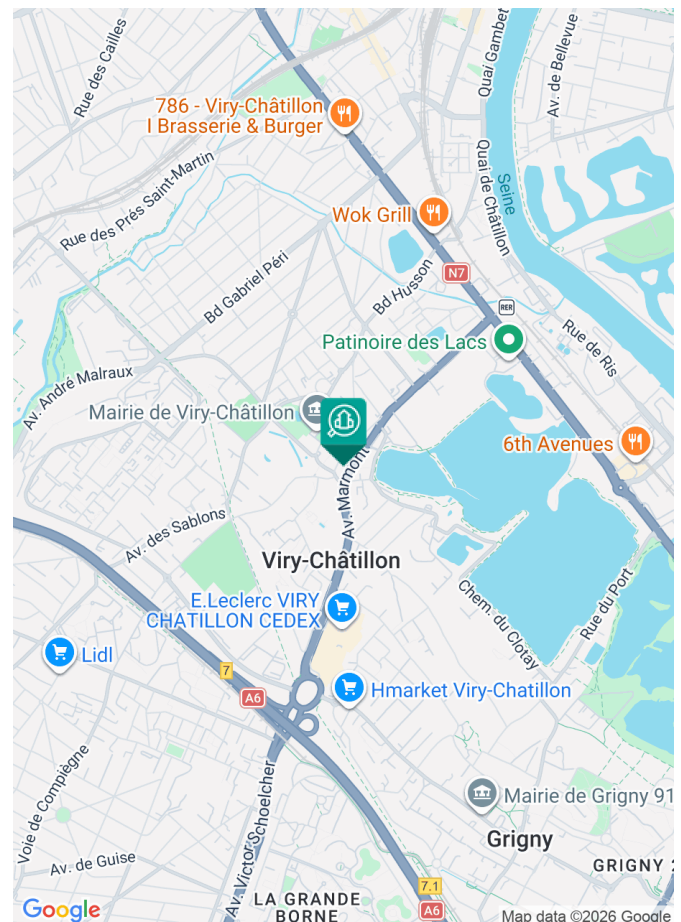 Rue des Cailles
Quai Gambet
Av. de Bellevue
786 - Viry-Châtillon
I Brasserie & Burger
Rue des Prés Saint-Martin
Quai de Châtillon
Seine
Wok Grill
N7
Bd Gabriel Péri
Bd Husson
RER
Rue de Ris
Patinoire des Lacs
Av. André Malraux
Mairie de Viry-Châtillon
6th Avenues
Av. Marmont
Av. des Sablons
Viry-Châtillon
Chem. du Clotay
Rue du Port
E.Leclerc VIRY
CHATILLON CEDEX
Lidl
7
A6
Hmarket Viry-Chatillon
Voie de Compiègne
Av. Victor Schoelcher
Mairie de Grigny 91
Grigny
Av. de Guise
GRIGNY 2
7.1
LA GRANDE
BORNE
A6
Google
Map data ©2026 Google